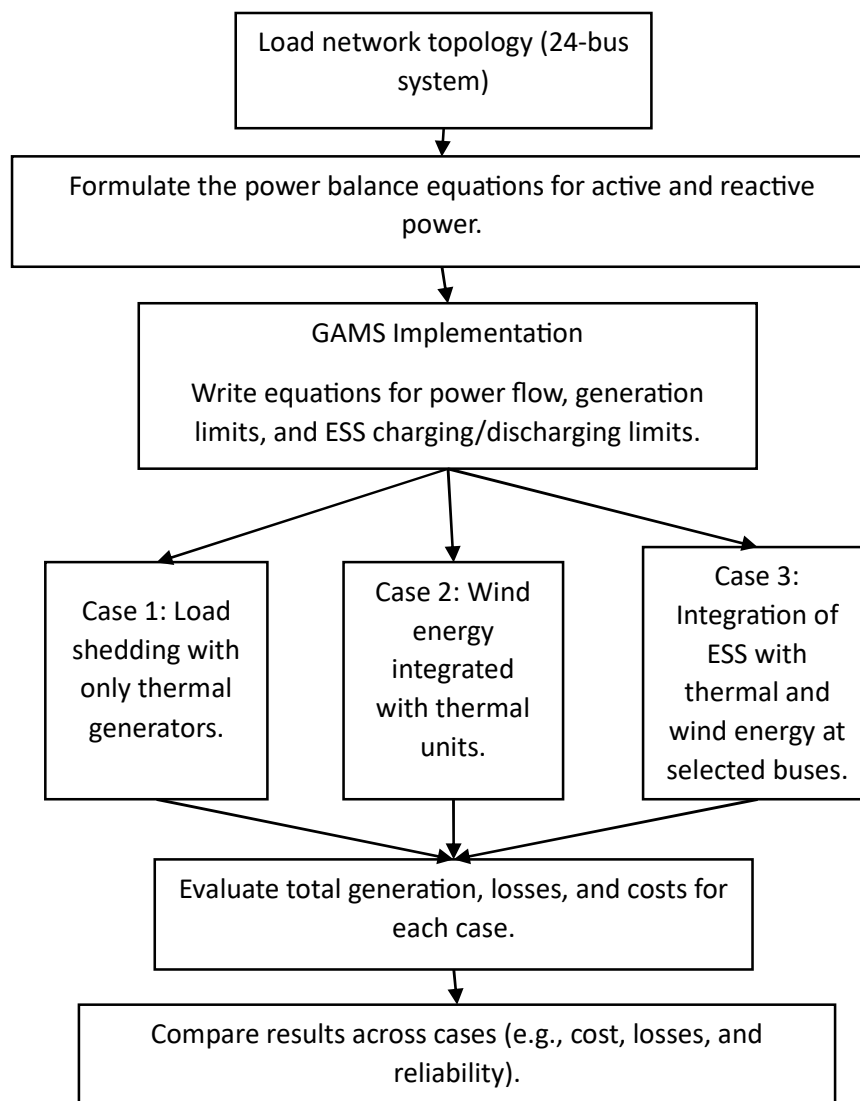 Load network topology (24-bus
system)
Formulate the power balance equations for active and reactive
power.
GAMS Implementation
Write equations for power flow, generation
limits, and ESS charging/discharging limits.
Case 1: Load
shedding with
only thermal
generators.
Case 2: Wind
energy
integrated
with thermal
units.
Case 3:
Integration of
ESS with
thermal and
wind energy at
selected buses.
Evaluate total generation, losses, and costs for
each case.
Compare results across cases (e.g., cost, losses, and
reliability).